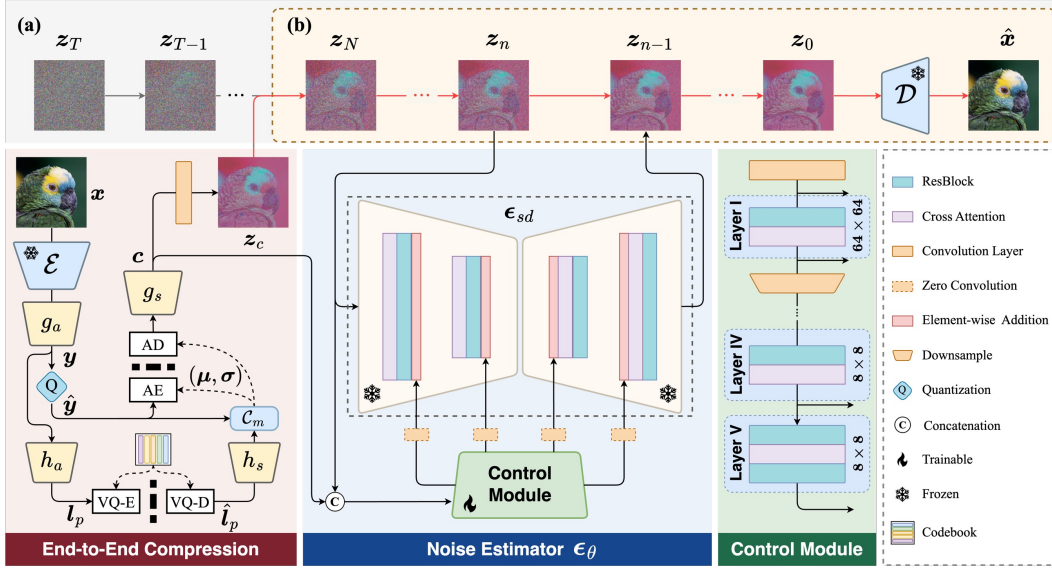 (a)
z_T
z_{T-1}
...
(b)
z_N
z_n
z_{n-1}
z_0
x̂
...
...
D
x
z_c
E
c
g_s
g_a
y
Q
ŷ
AD
AE
(μ, σ)
C_m
h_a
h_s
VQ-E
VQ-D
l_p
l̂_p
End-to-End Compression
ϵ_{sd}
C
Control
Module
Noise Estimator ϵ_θ
Layer I
64 × 64
Layer IV
8 × 8
Layer V
8 × 8
Control Module
ResBlock
Cross Attention
Convolution Layer
Zero Convolution
Element-wise Addition
Downsample
Q
Quantization
C
Concatenation
Trainable
Frozen
Codebook